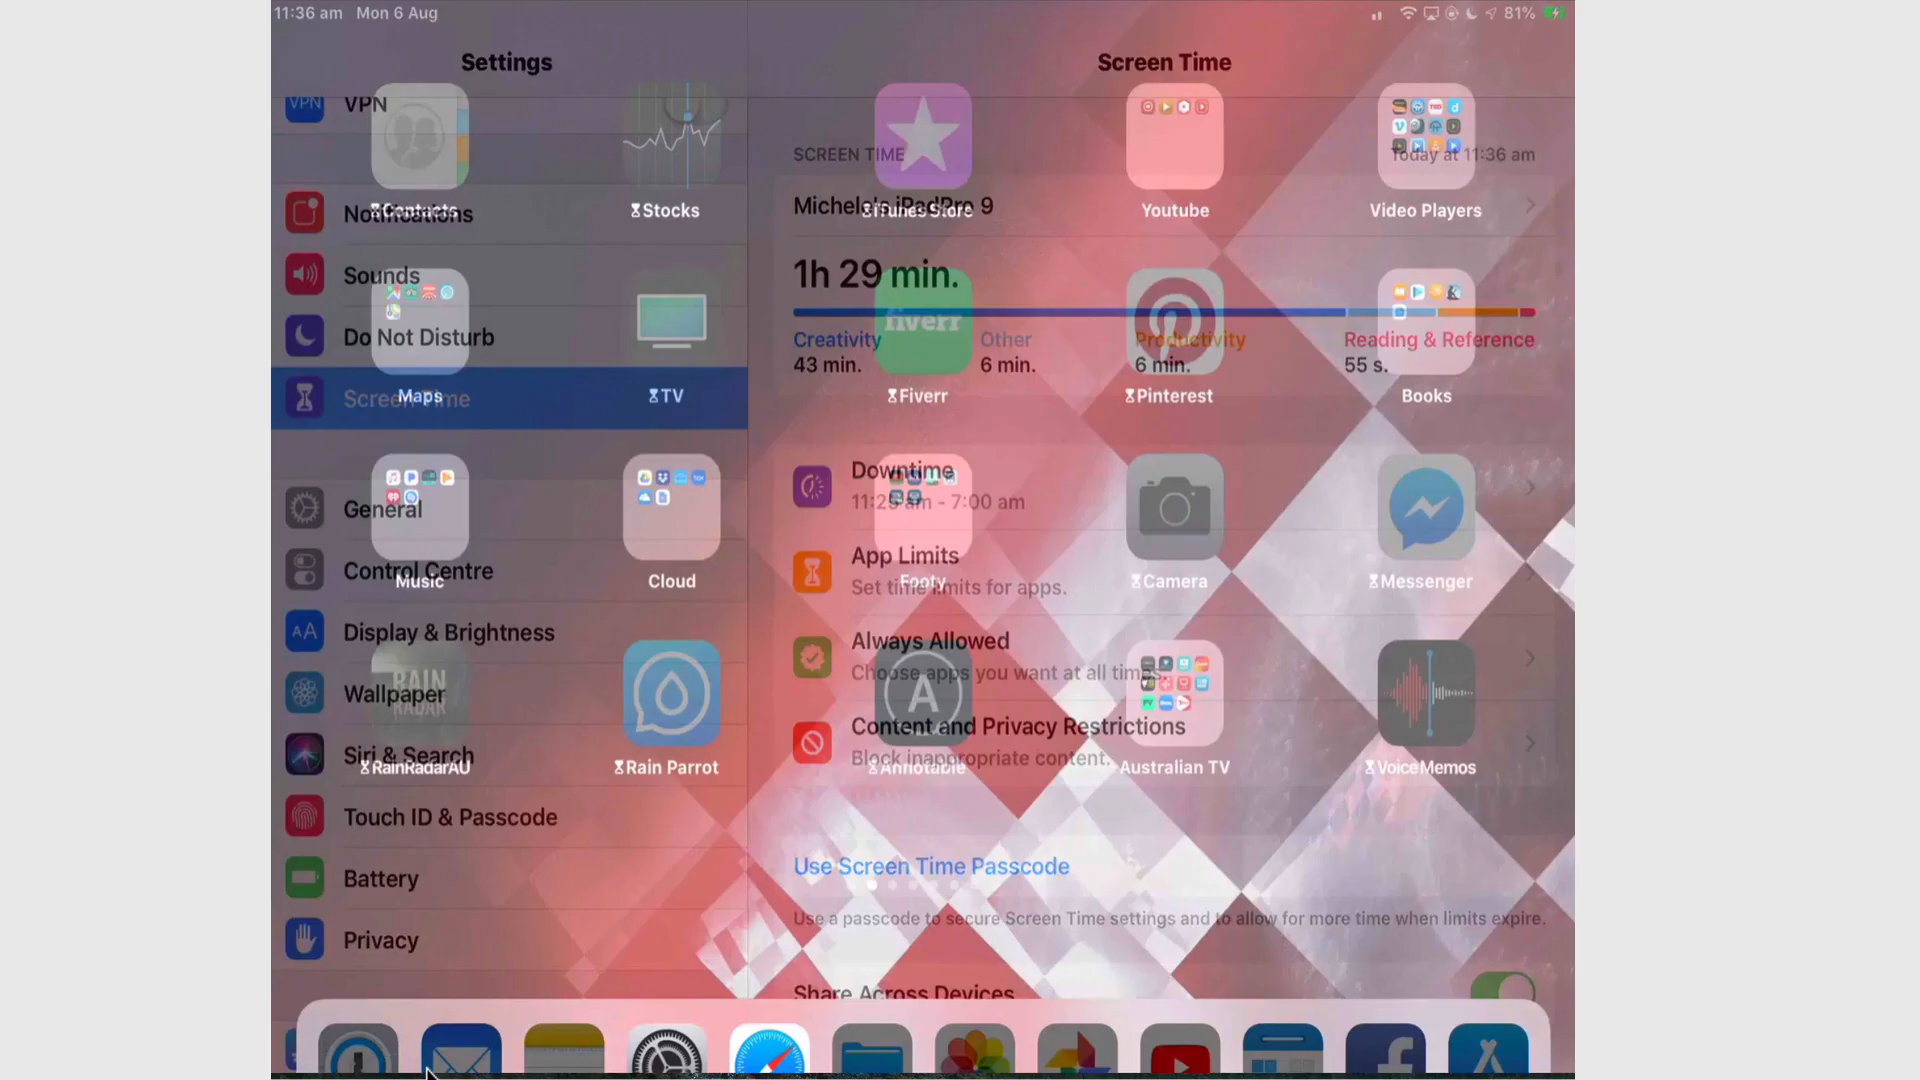 11:36 am Mon 6 Aug
81%
Settings
Screen Time
VPN
VPN
SCREEN TIME
Today at 11:36 am
Notifications
Michele's iPadPro 9
Contacts
Stocks
iTunes Store
Youtube
Video Players
Sounds
1h 29 min.
Do Not Disturb
fiverr
Creativity
Other
Productivity
Reading & Reference
43 min.
6 min.
6 min.
55 s.
Screen Time
Maps
TV
Fiverr
Pinterest
Books
Downtime
11:25 am - 7:00 am
General
Control Centre
App Limits
Set time limits for apps.
Music
Cloud
Footy
Camera
Messenger
AA
Display & Brightness
Always Allowed
Choose apps you want at all times.
RAIN
RADAR
Wallpaper
A
Content and Privacy Restrictions
Block inappropriate content.
Siri & Search
RainRadarAU
Rain Parrot
Annotable
Australian TV
VoiceMemos
Touch ID & Passcode
Use Screen Time Passcode
Battery
Use a passcode to secure Screen Time settings and to allow for more time when limits expire.
Privacy
Share Across Devices